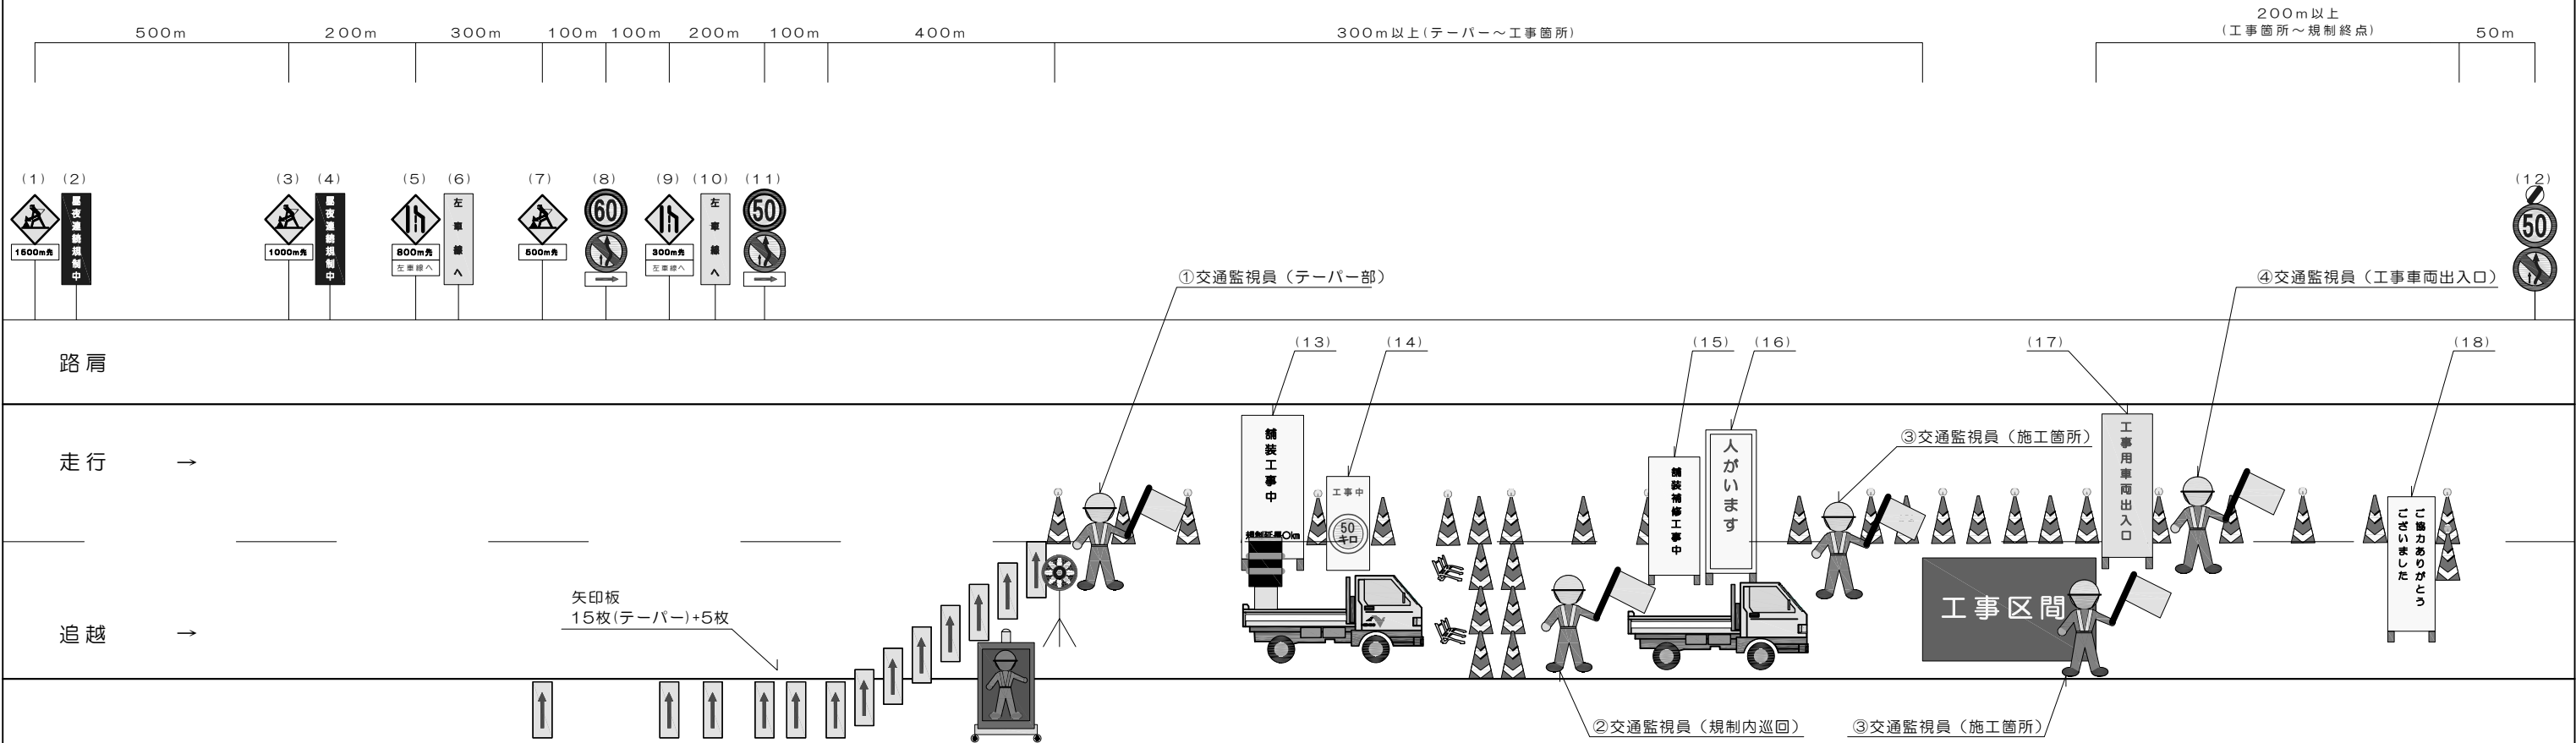 200m以上
500m 200m 300m 100m 100m 200m 100m 400m 300m以上(テーパー～工事箇所) (工事箇所～規制終点) 50m
(1) (2) (3) (4) (5) (6) (7) (8) (9) (10) (11) (12)
1500m先
昼夜連続規制中
1000m先
昼夜連続規制中
800m先
左車線へ
左車線へ
500m先
60
300m先
左車線へ
左車線へ
50
50
①交通監視員（テーパー部）
④交通監視員（工事車両出入口）
路肩
(13) (14) (15) (16) (17) (18)
走行 →
舗装工事中
規制延長〇km
工事中
50
キロ
舗装補修工事中
人がいます
③交通監視員（施工箇所）
工事用車両出入口
ご協力ありがとう
ございました
追越 →
矢印板
15枚(テーパー)+5枚
工事区間
②交通監視員（規制内巡回）
③交通監視員（施工箇所）